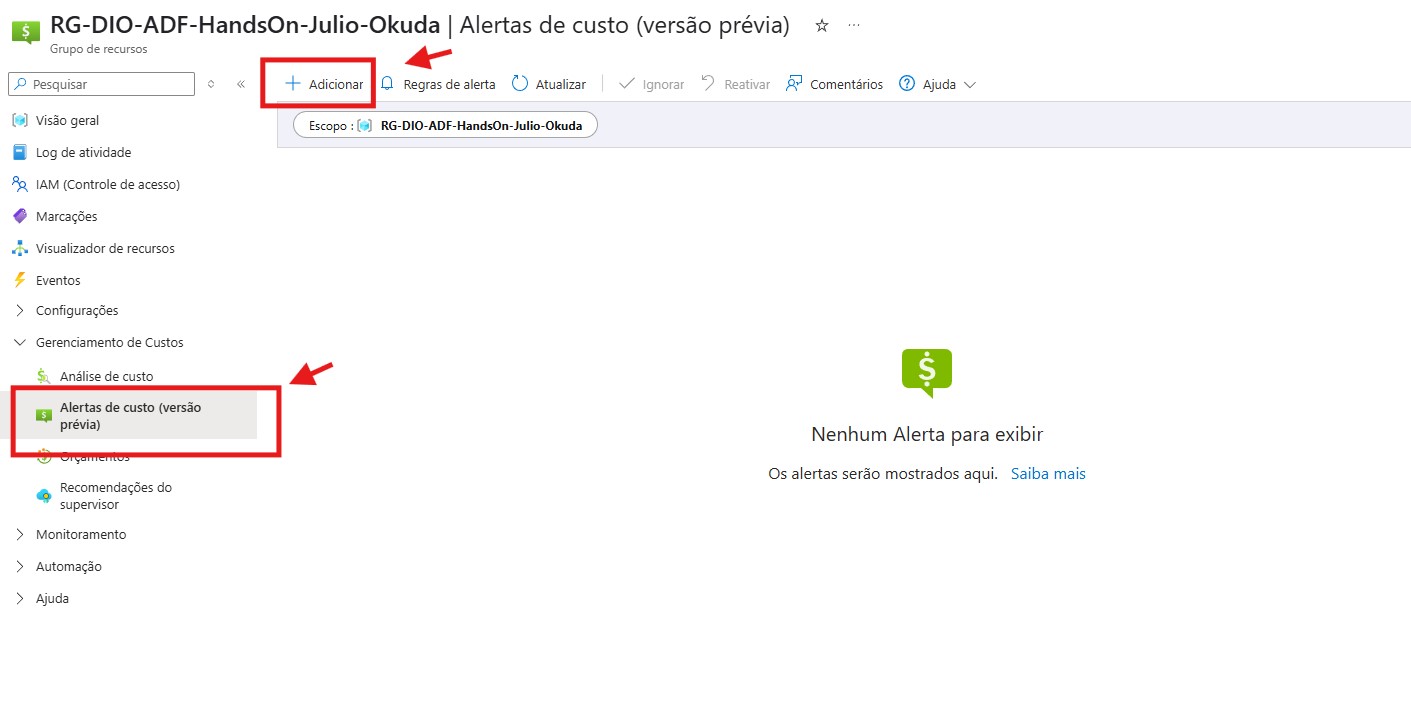 RG-DIO-ADF-HandsOn-Julio-Okuda | Alertas de custo (versão prévia)
Grupo de recursos
Pesquisar
Adicionar
Regras de alerta
Atualizar
Ignorar
Reativar
Comentários
Ajuda
Escopo : RG-DIO-ADF-HandsOn-Julio-Okuda
Visão geral
Log de atividade
IAM (Controle de acesso)
Marcações
Visualizador de recursos
Eventos
Configurações
Gerenciamento de Custos
Análise de custo
Alertas de custo (versão
prévia)
Orçamentos
Recomendações do
supervisor
Monitoramento
Automação
Ajuda
Nenhum Alerta para exibir
Os alertas serão mostrados aqui. Saiba mais